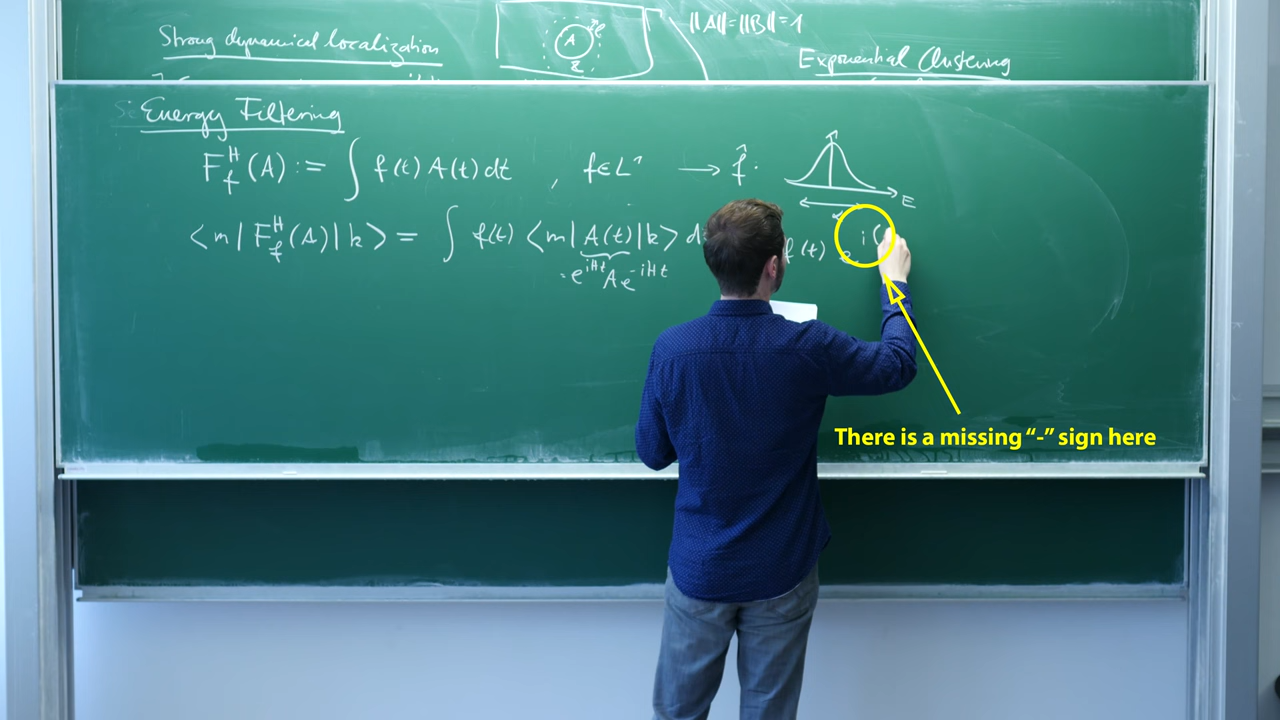 Strong dynamical localization
A
‖A‖=‖B‖=1
Exponential Clustering
Energy Filtering
F_f^H(A) := ∫ f(t) A(t) dt , f∈L¹ → f̂ :
E
<m| F_f^H(A) |k> = ∫ f(t) <m| A(t) |k> d f(t) e^{i(
= e^{iHt} A e^{-iHt}
There is a missing “-” sign here